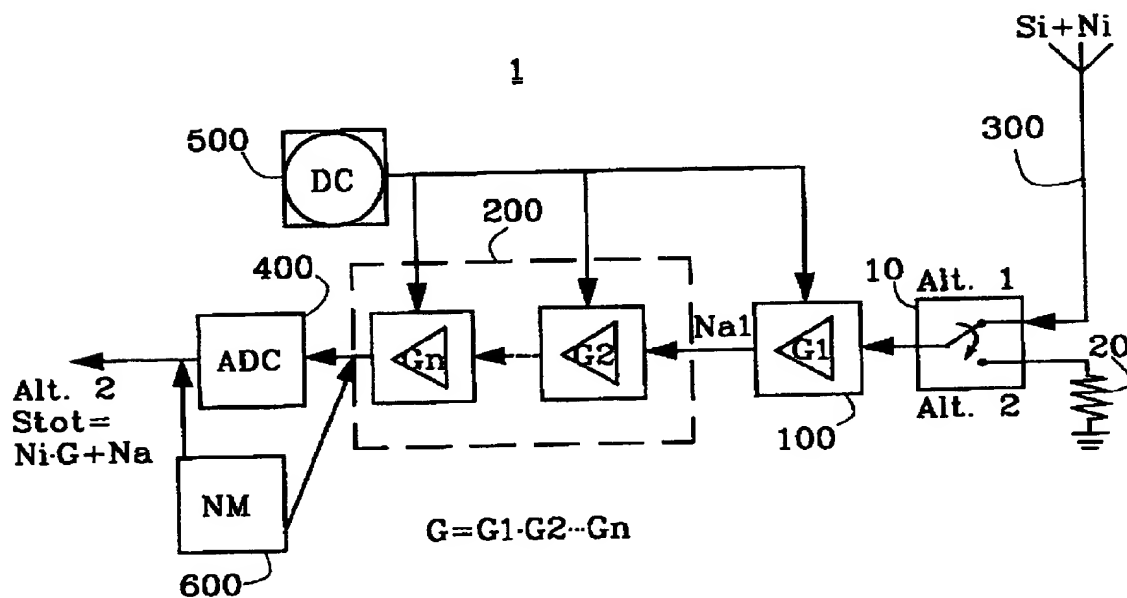 Si+Ni
1
500
DC
300
200
400
10
Alt. 1
Na1
ADC
Gn
G2
G1
20
Alt. 2
Stot=
Ni·G+Na
Alt. 2
100
NM
G=G1·G2···Gn
600